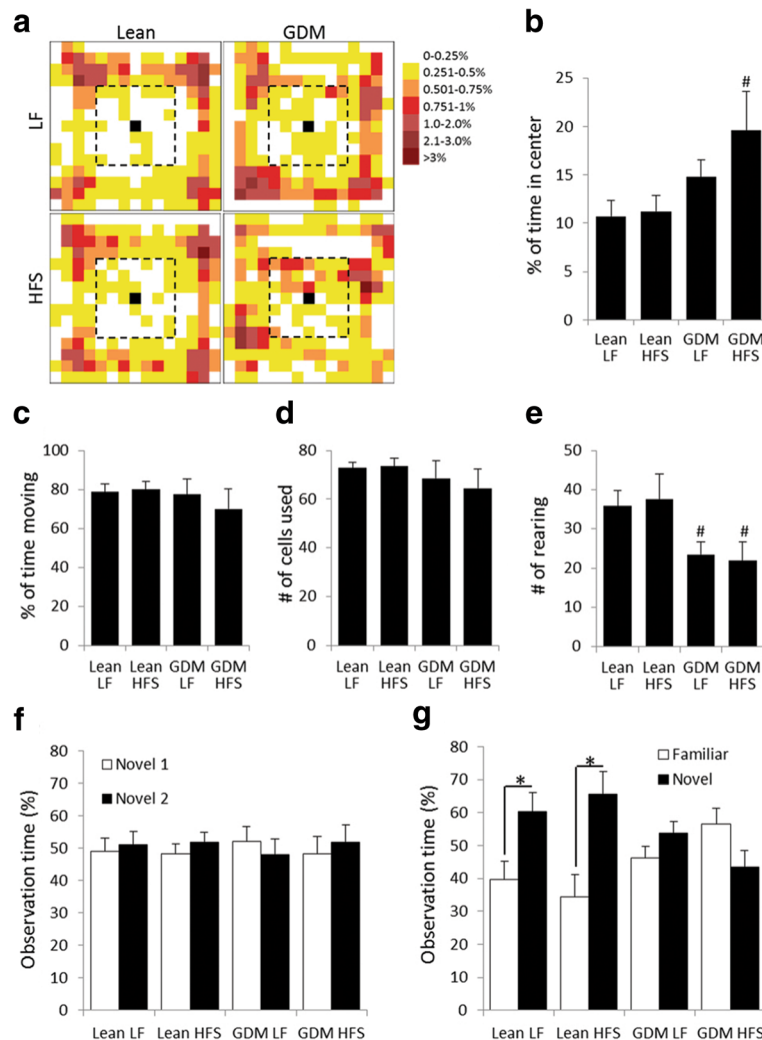 a
Lean
GDM
LF
HFS
0-0.25%
0.251-0.5%
0.501-0.75%
0.751-1%
1.0-2.0%
2.1-3.0%
>3%
b
% of time in center
25
20
15
10
5
0
#
Lean LF
Lean HFS
GDM LF
GDM HFS
c
% of time moving
100
80
60
40
20
0
Lean LF
Lean HFS
GDM LF
GDM HFS
d
# of cells used
80
60
40
20
0
Lean LF
Lean HFS
GDM LF
GDM HFS
e
# of rearing
50
40
30
20
10
0
#
#
Lean LF
Lean HFS
GDM LF
GDM HFS
f
Observation time (%)
80
70
60
50
40
30
20
10
0
Novel 1
Novel 2
Lean LF
Lean HFS
GDM LF
GDM HFS
g
Observation time (%)
80
70
60
50
40
30
20
10
0
*
*
Familiar
Novel
Lean LF
Lean HFS
GDM LF
GDM HFS